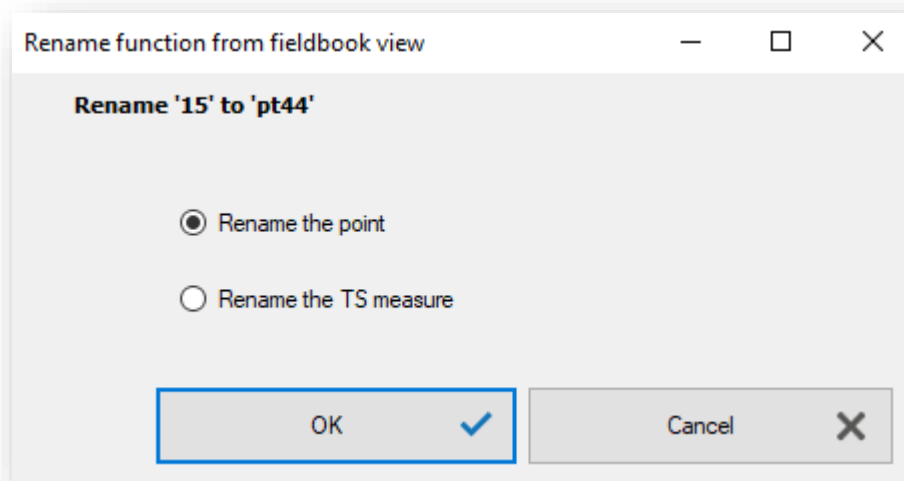 Rename function from fieldbook view
Rename '15' to 'pt44'
Rename the point
Rename the TS measure
OK
Cancel